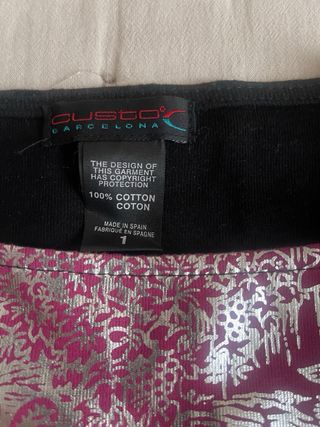 custo
BARCELONA
THE DESIGN OF
THIS GARMENT
HAS COPYRIGHT
PROTECTION
100% COTTON
COTON
MADE IN SPAIN
FABRIQUÉ EN ESPAGNE
1